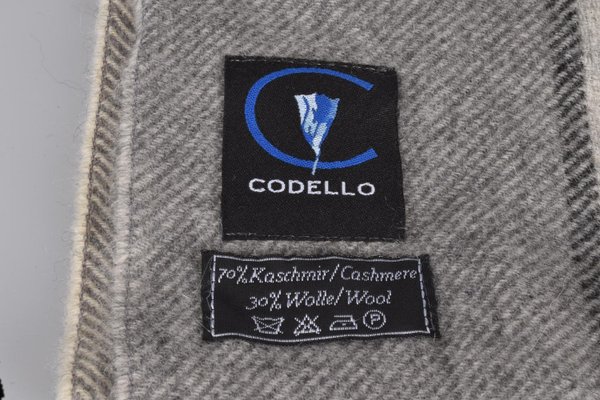 CODELLO
70% Kaschmir/Cashmere
30% Wolle/Wool
P